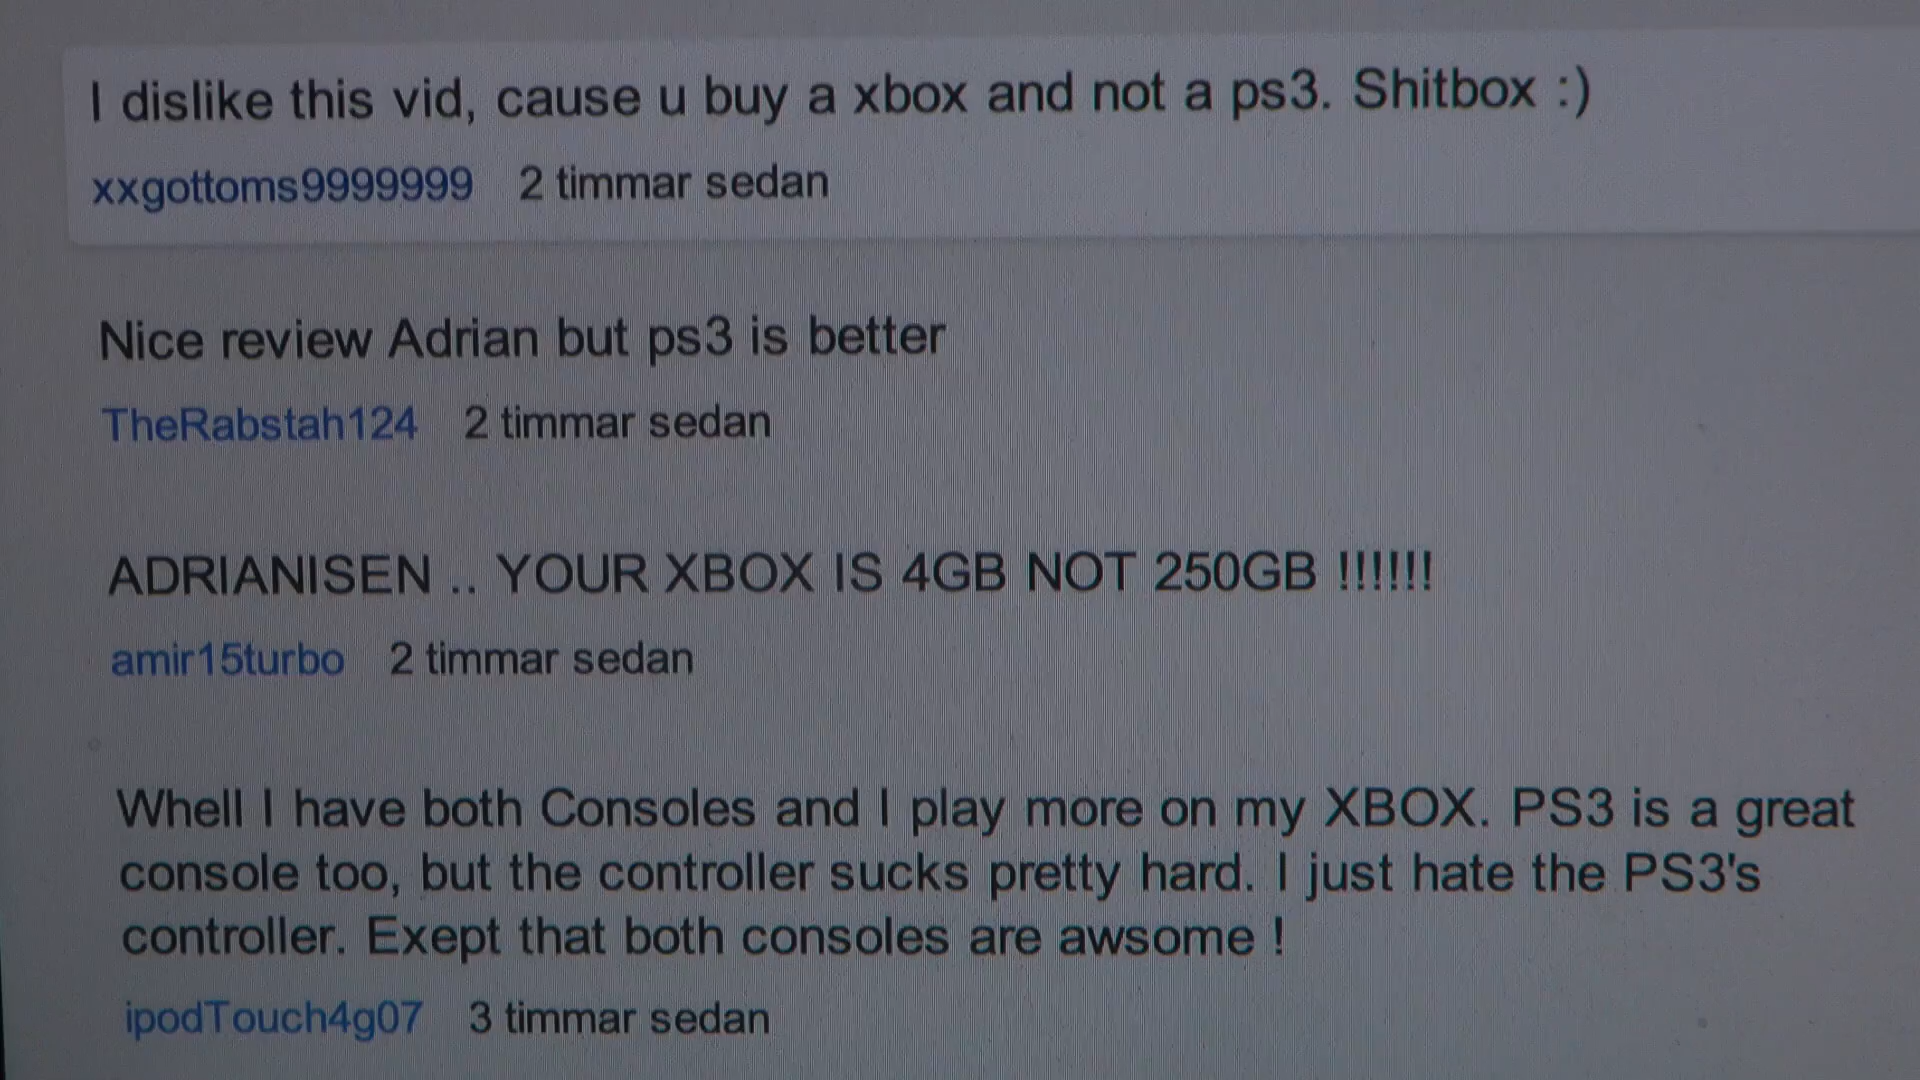 I dislike this vid, cause u buy a xbox and not a ps3. Shitbox :)
xxgottoms9999999 2 timmar sedan
Nice review Adrian but ps3 is better
TheRabstah124 2 timmar sedan
ADRIANISEN .. YOUR XBOX IS 4GB NOT 250GB !!!!!!
amir15turbo 2 timmar sedan
Whell I have both Consoles and I play more on my XBOX. PS3 is a great
console too, but the controller sucks pretty hard. I just hate the PS3's
controller. Exept that both consoles are awsome !
ipodTouch4g07 3 timmar sedan